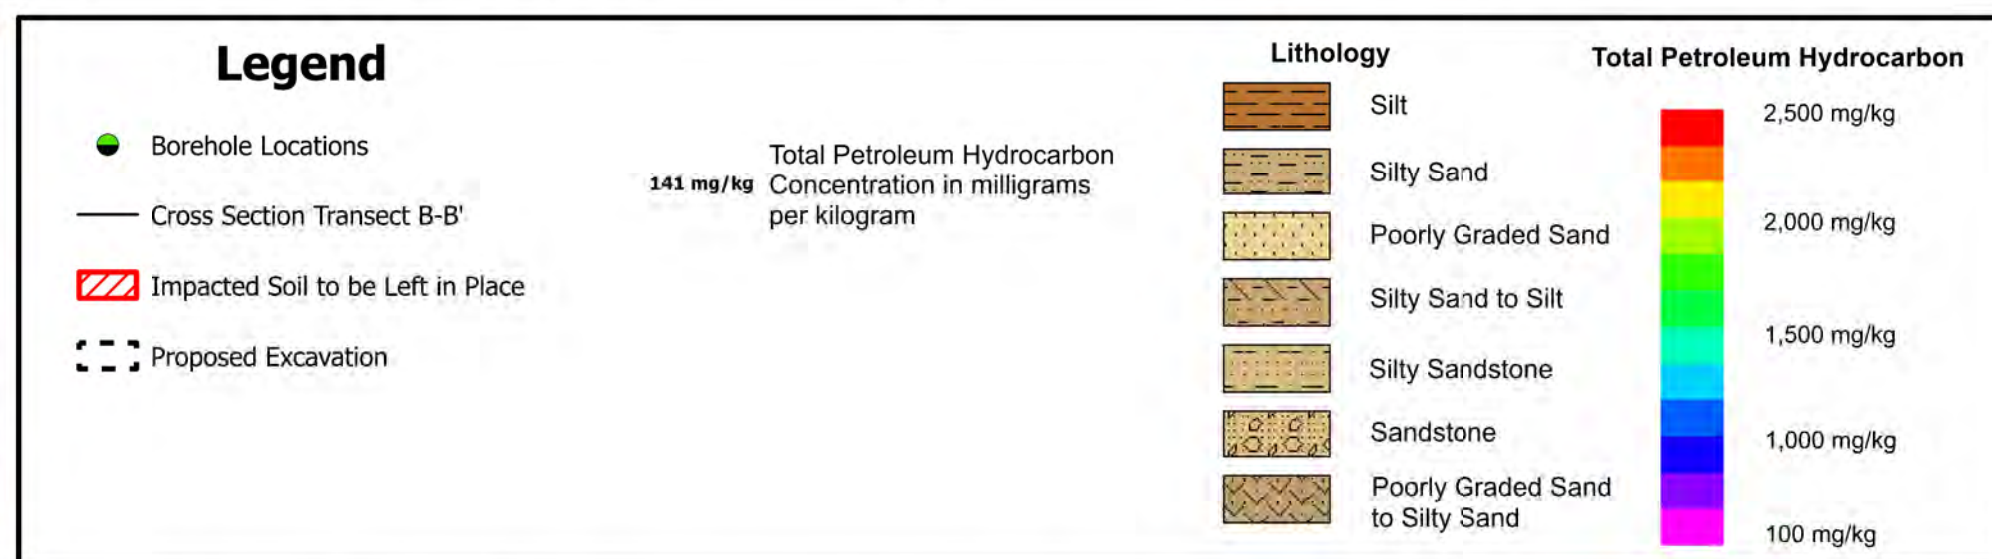 Legend
Borehole Locations
Cross Section Transect B-B'
Impacted Soil to be Left in Place
Proposed Excavation
141 mg/kg
Total Petroleum Hydrocarbon
Concentration in milligrams
per kilogram
Lithology
Silt
Silty Sand
Poorly Graded Sand
Silty Sand to Silt
Silty Sandstone
Sandstone
Poorly Graded Sand
to Silty Sand
Total Petroleum Hydrocarbon
2,500 mg/kg
2,000 mg/kg
1,500 mg/kg
1,000 mg/kg
100 mg/kg